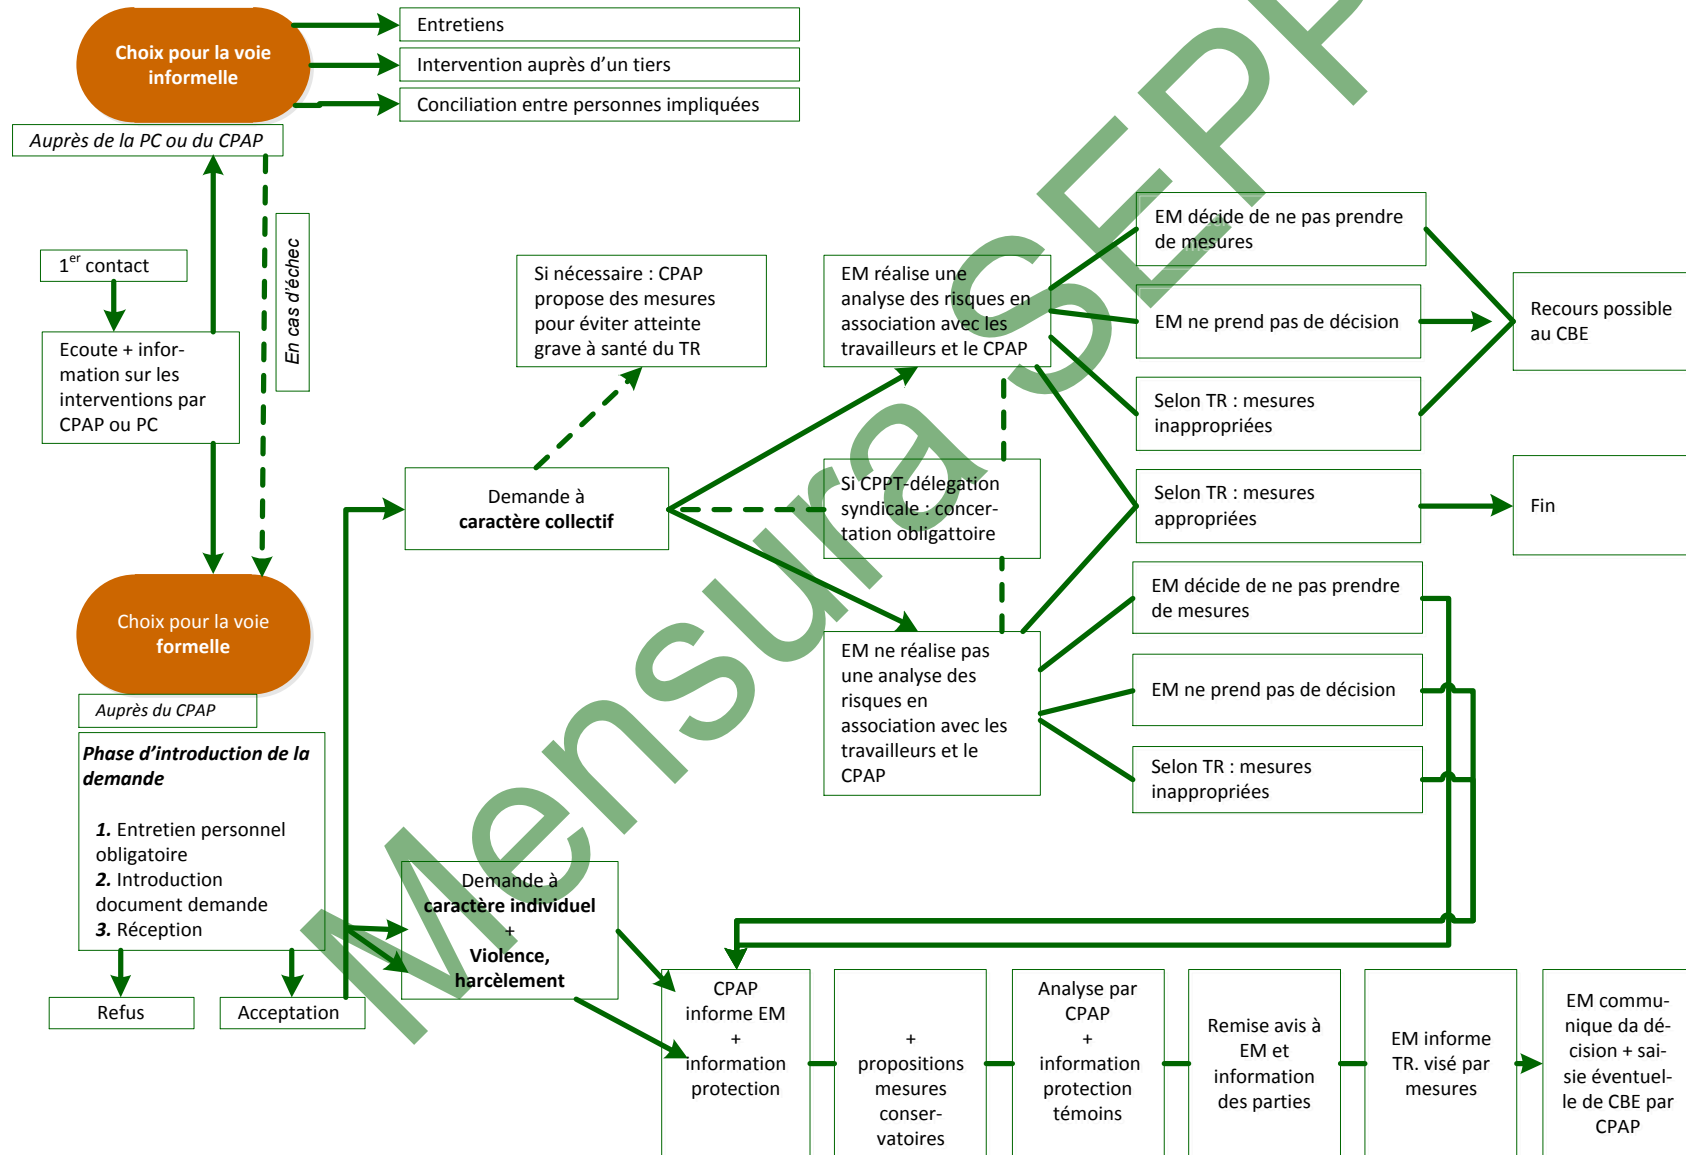 Choix pour la voie
informelle
Entretiens
Intervention auprès d'un tiers
Conciliation entre personnes impliquées
Auprès de la PC ou du CPAP
1er contact
Ecoute + infor-
mation sur les
interventions par
CPAP ou PC
En cas d'échec
Choix pour la voie
formelle
Auprès du CPAP
Phase d'introduction de la
demande
1. Entretien personnel
obligatoire
2. Introduction
document demande
3. Réception
Refus
Acceptation
Si nécessaire : CPAP
propose des mesures
pour éviter atteinte
grave à santé du TR
Demande à
caractère collectif
Demande à
caractère individuel
+
Violence,
harcèlement
EM réalise une
analyse des risques en
association avec les
travailleurs et le CPAP
Si CPPT-délegation
syndicale : concer-
tation obligattoire
EM ne réalise pas
une analyse des
risques en
association avec les
travailleurs et le
CPAP
EM décide de ne pas prendre
de mesures
EM ne prend pas de décision
Selon TR : mesures
inappropriées
Selon TR : mesures
appropriées
EM décide de ne pas prendre
de mesures
EM ne prend pas de décision
Selon TR : mesures
inappropriées
Recours possible
au CBE
Fin
CPAP
informe EM
+
information
protection
+
propositions
mesures
conser-
vatoires
Analyse par
CPAP
+
information
protection
témoins
Remise avis à
EM et
information
des parties
EM informe
TR. visé par
mesures
EM commu-
nique da dé-
cision + sai-
sie éventuel-
le de CBE par
CPAP
Mensura SEPP